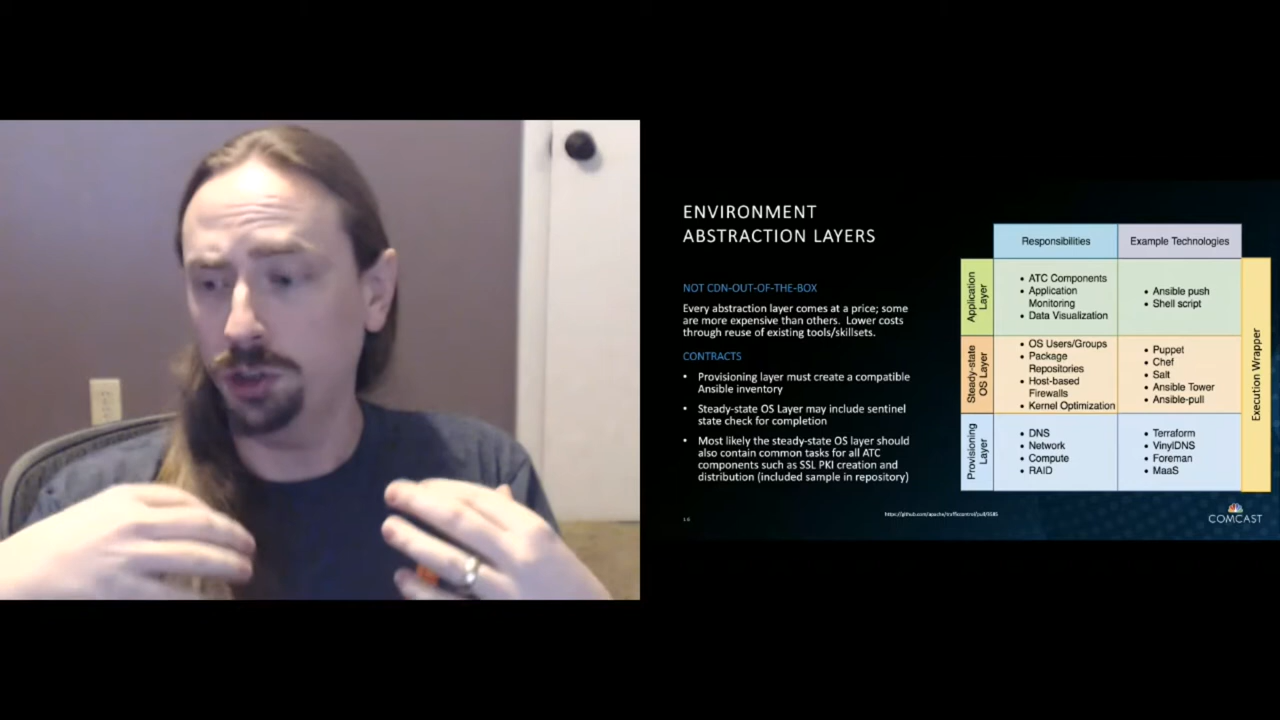 ENVIRONMENT
ABSTRACTION LAYERS
NOT CDN-OUT-OF-THE-BOX
Every abstraction layer comes at a price; some
are more expensive than others. Lower costs
through reuse of existing tools/skillsets.
CONTRACTS
• Provisioning layer must create a compatible
Ansible inventory
• Steady-state OS Layer may include sentinel
state check for completion
• Most likely the steady-state OS layer should
also contain common tasks for all ATC
components such as SSL PKI creation and
distribution (included sample in repository)
Responsibilities
Example Technologies
Application
Layer
• ATC Components
• Application
Monitoring
• Data Visualization
• Ansible push
• Shell script
Steady-state
OS Layer
• OS Users/Groups
• Package
Repositories
• Host-based
Firewalls
• Kernel Optimization
• Puppet
• Chef
• Salt
• Ansible Tower
• Ansible-pull
Provisioning
Layer
• DNS
• Network
• Compute
• RAID
• Terraform
• VinylDNS
• Foreman
• MaaS
Execution Wrapper
COMCAST